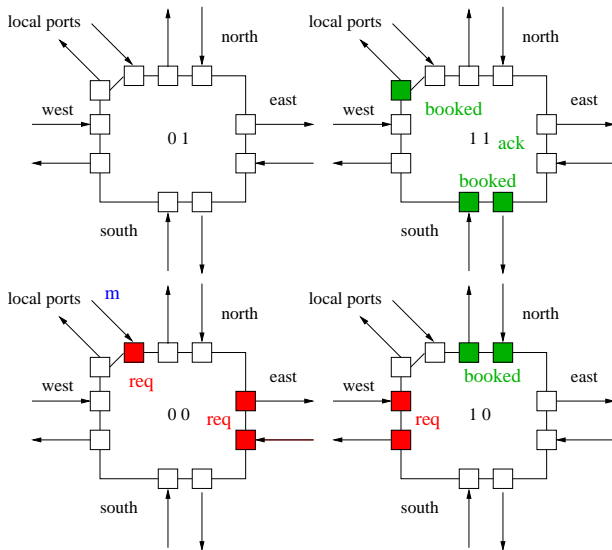 local ports
north
west
east
0 1
south
local ports
north
booked
west
east
1 1
ack
booked
south
local ports
m
north
req
west
east
0 0
req
south
local ports
north
booked
west
east
req
1 0
south